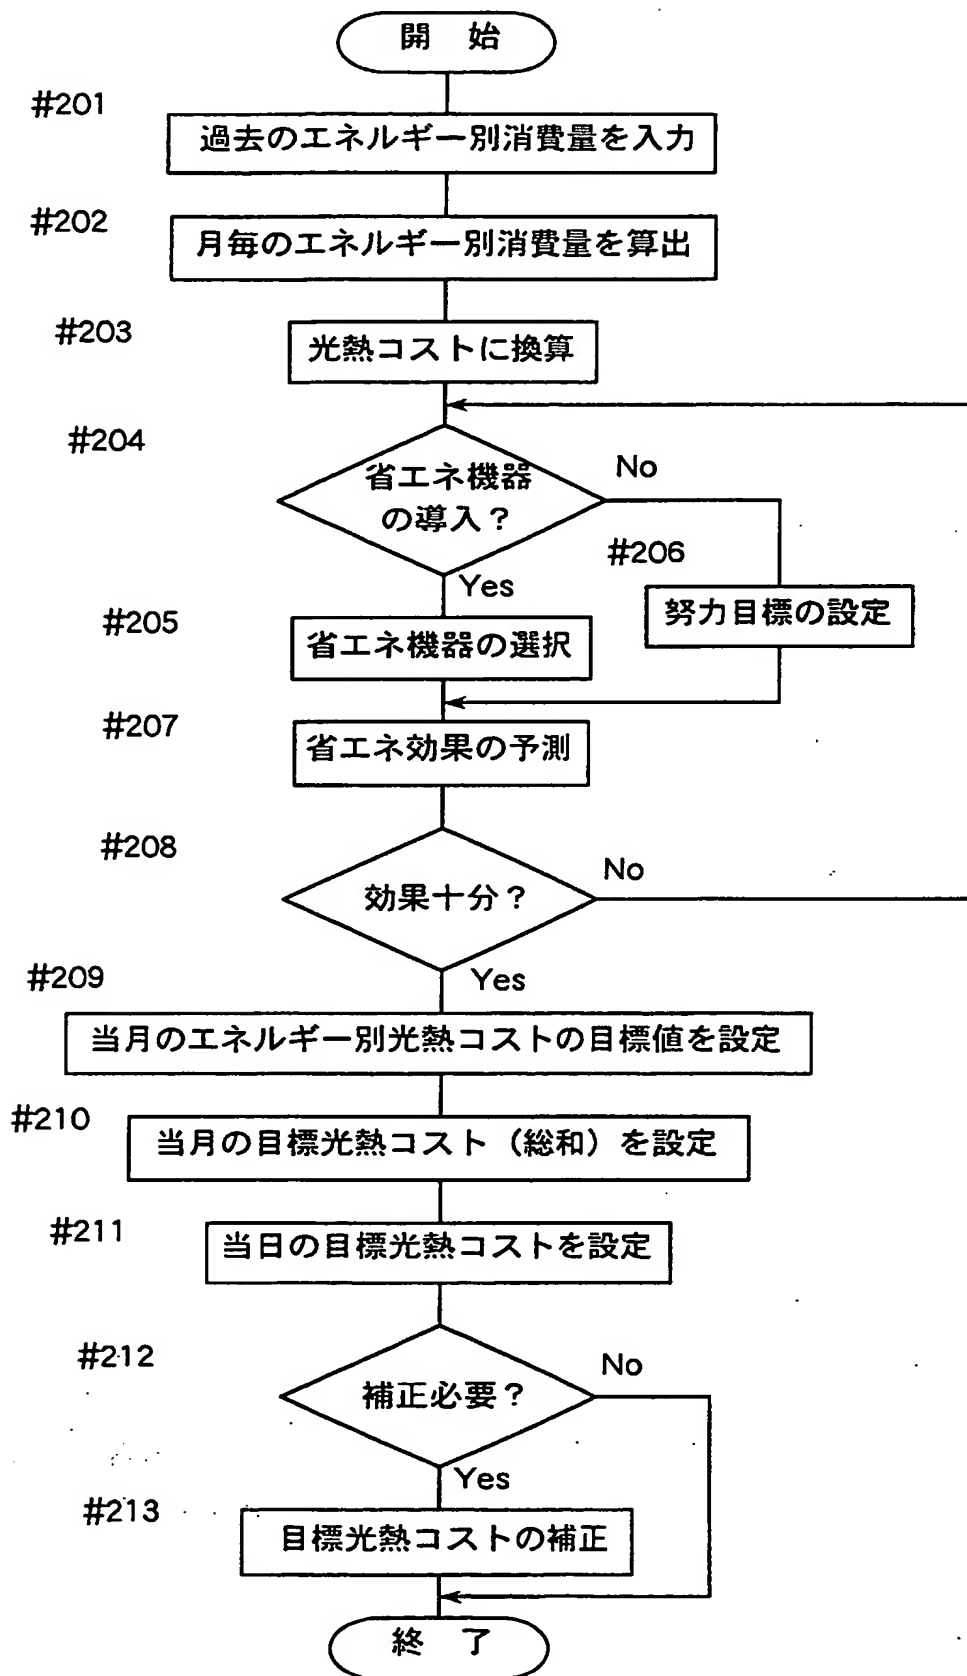 開 始
#201
過去のエネルギー別消費量を入力
#202
月毎のエネルギー別消費量を算出
#203
光熱コストに換算
#204
省エネ機器
の導入?
No
#206
Yes
努力目標の設定
#205
省エネ機器の選択
#207
省エネ効果の予測
#208
効果十分?
No
Yes
#209
当月のエネルギー別光熱コストの目標値を設定
#210
当月の目標光熱コスト(総和)を設定
#211
当日の目標光熱コストを設定
#212
補正必要?
No
Yes
#213
目標光熱コストの補正
終 了